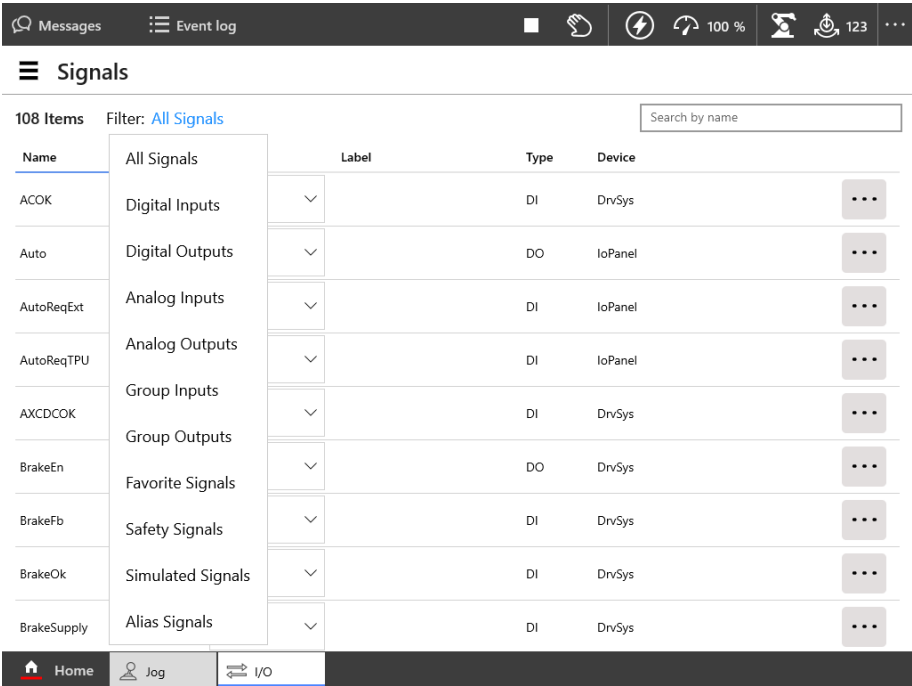 Messages Event log 100 % 123 ...
Signals
108 Items Filter: All Signals Search by name
Name Label Type Device
All Signals
Digital Inputs
Digital Outputs
Analog Inputs
Analog Outputs
Group Inputs
Group Outputs
Favorite Signals
Safety Signals
Simulated Signals
Alias Signals
ACOK DI DrvSys ...
Auto DO IoPanel ...
AutoReqExt DI IoPanel ...
AutoReqTPU DI IoPanel ...
AXCDCOK DI DrvSys ...
BrakeEn DO DrvSys ...
BrakeFb DI DrvSys ...
BrakeOk DI DrvSys ...
BrakeSupply DI DrvSys ...
Home Jog I/O